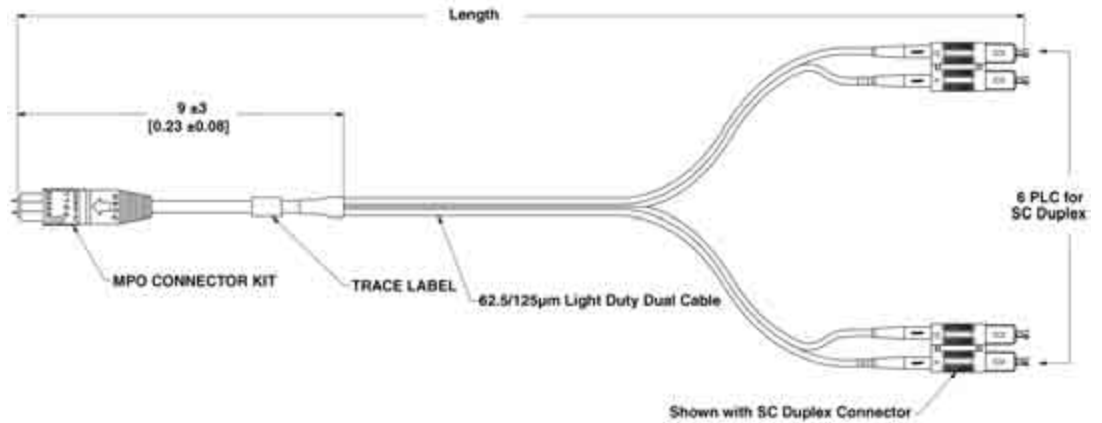 Length
9 ±3
[0.23 ±0.08]
6 PLC for
SC Duplex
MPO CONNECTOR KIT
TRACE LABEL
62.5/125µm Light Duty Dual Cable
Shown with SC Duplex Connector